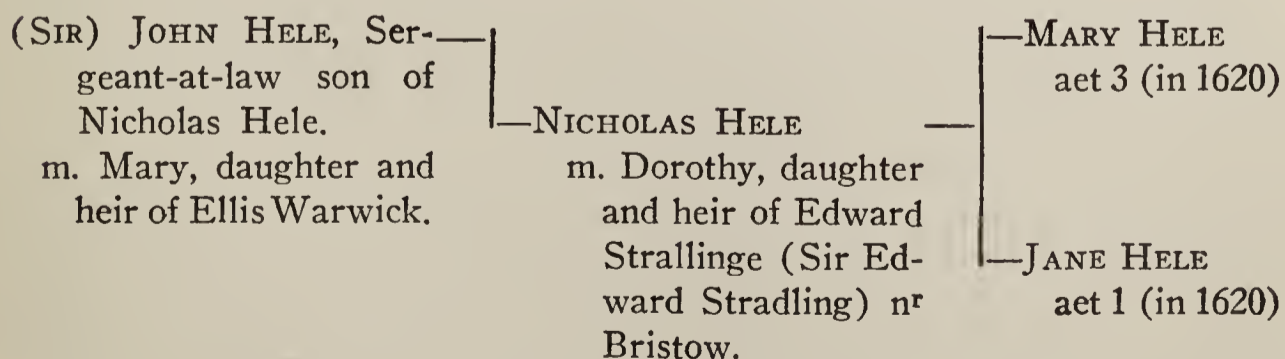 (SIR) JOHN HELE, Ser-
geant-at-law son of
Nicholas Hele.
m. Mary, daughter and
heir of Ellis Warwick.
NICHOLAS HELE
m. Dorothy, daughter
and heir of Edward
Strallinge (Sir Ed-
ward Stradling) nʳ
Bristow.
MARY HELE
aet 3 (in 1620)
JANE HELE
aet 1 (in 1620)